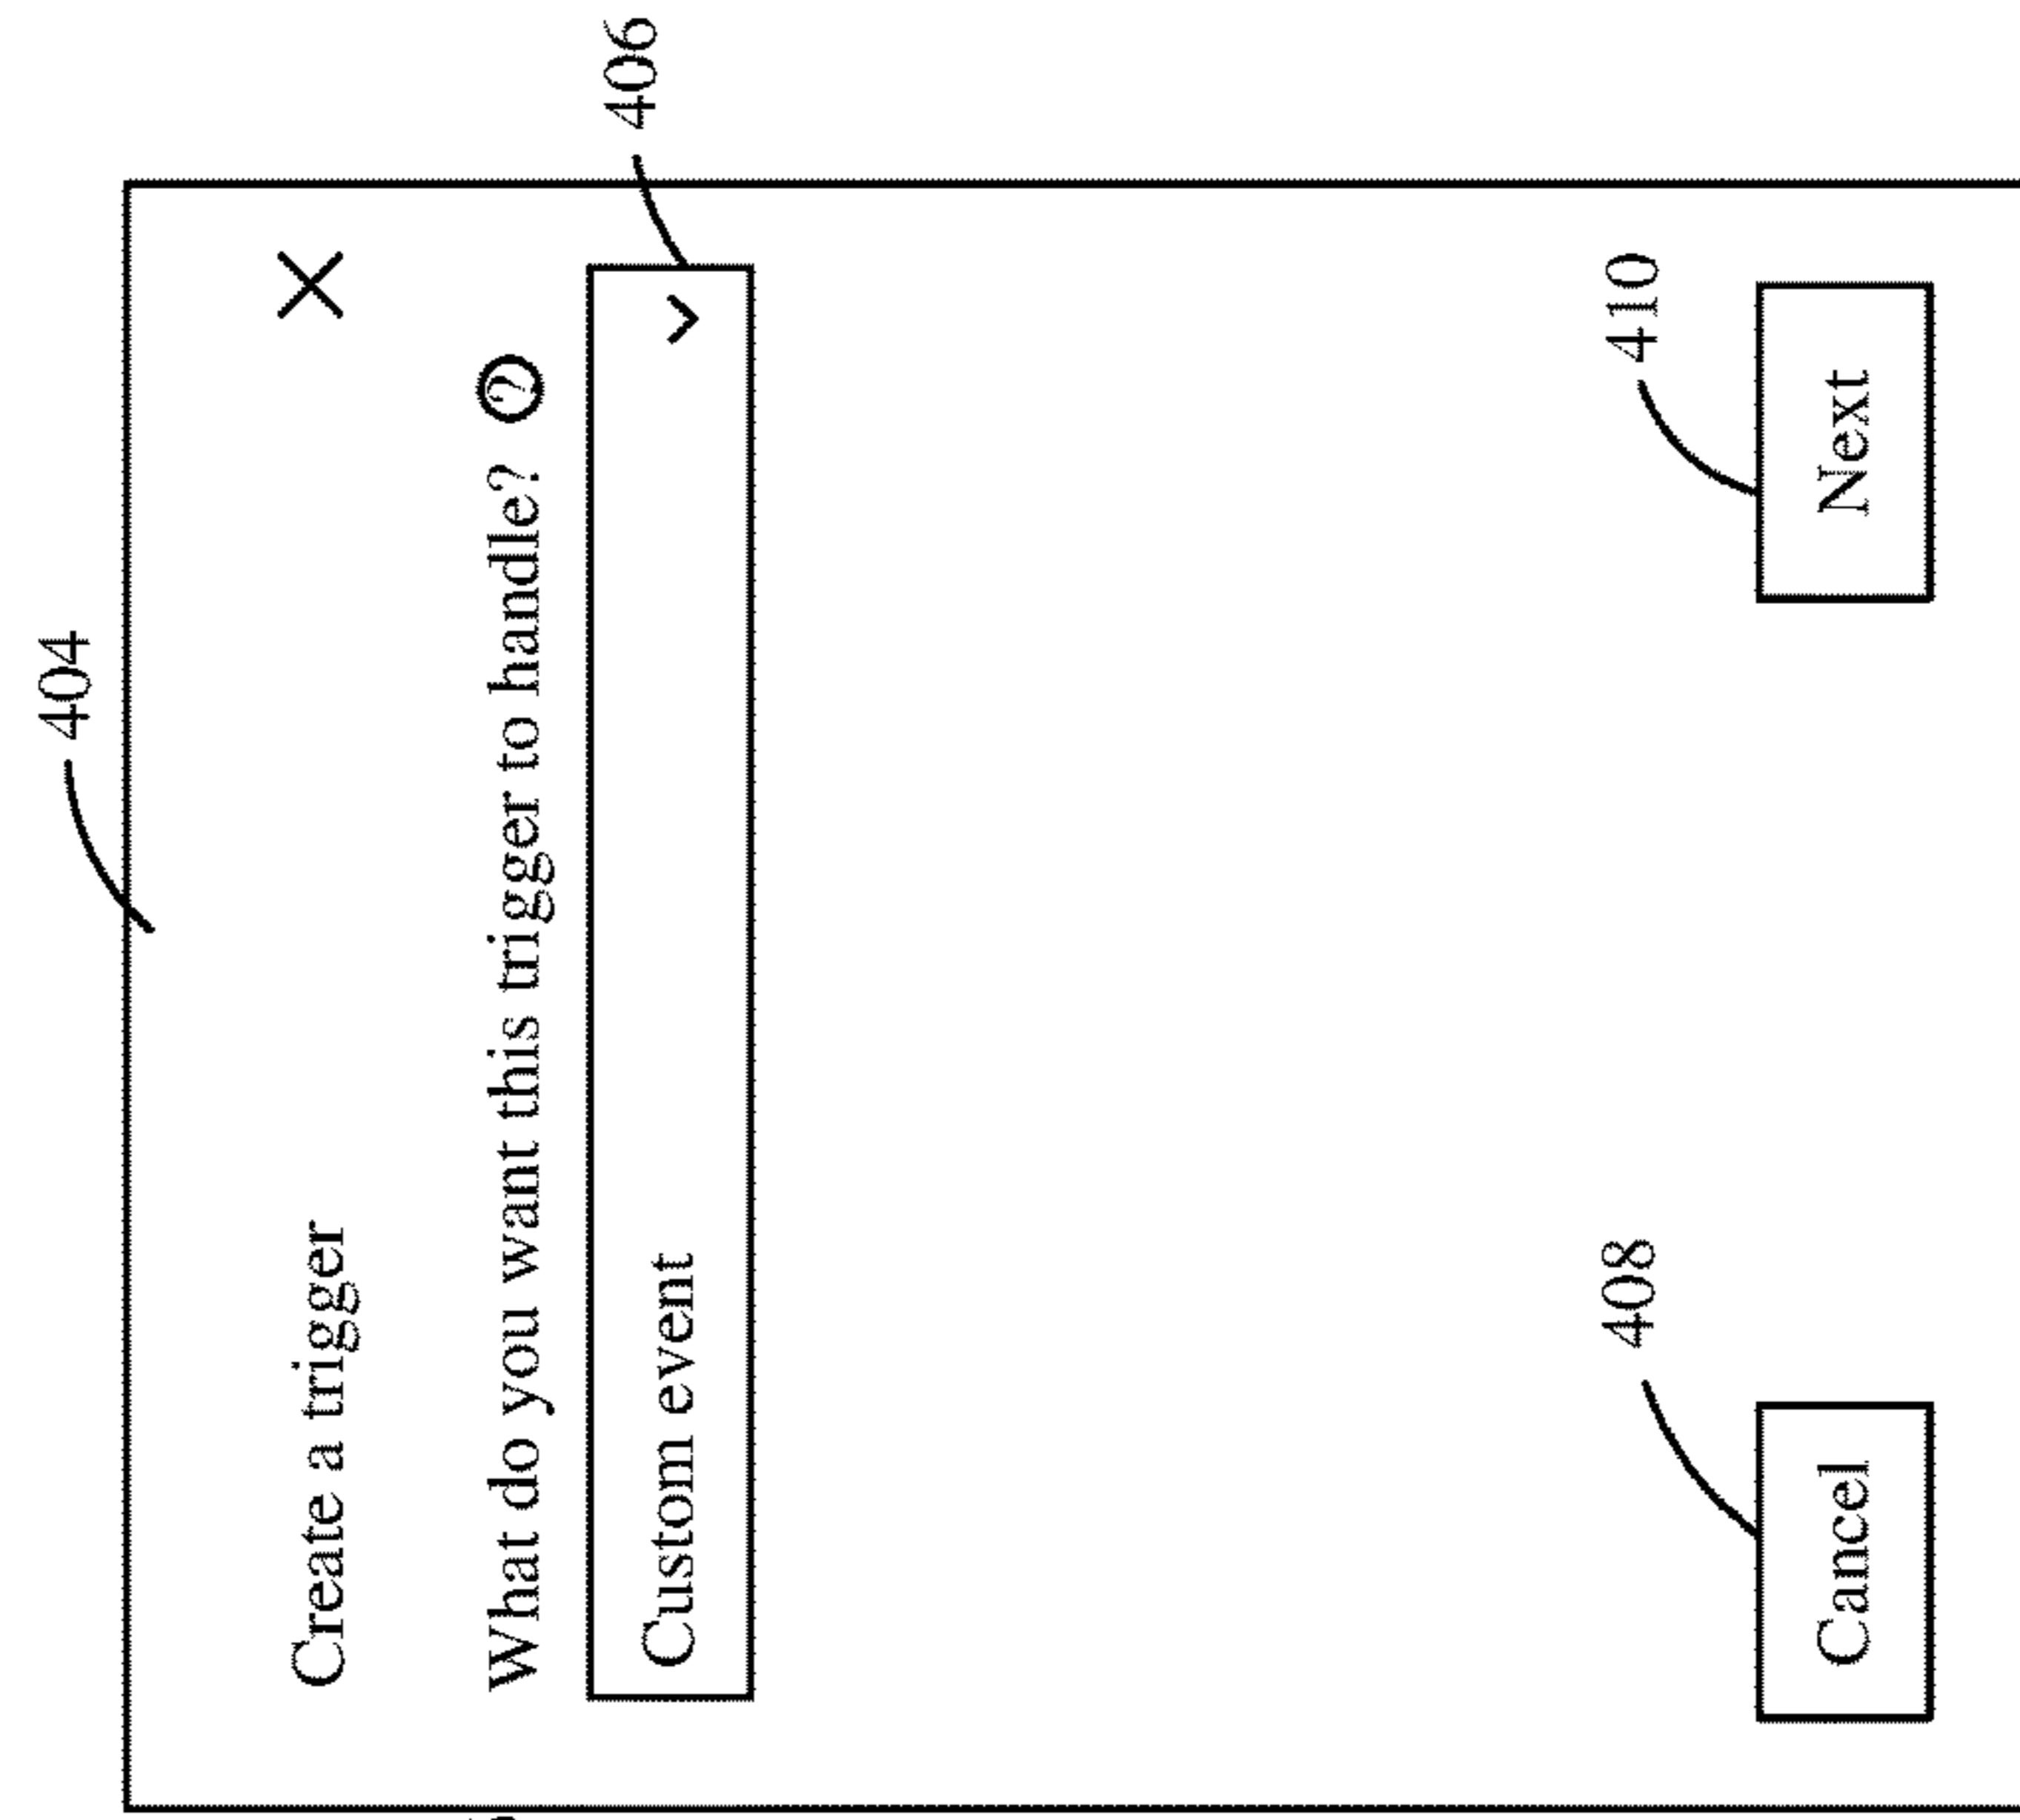 404
Create a trigger
What do you want this trigger to handle? ?
406
Custom event
408
410
Cancel
Next